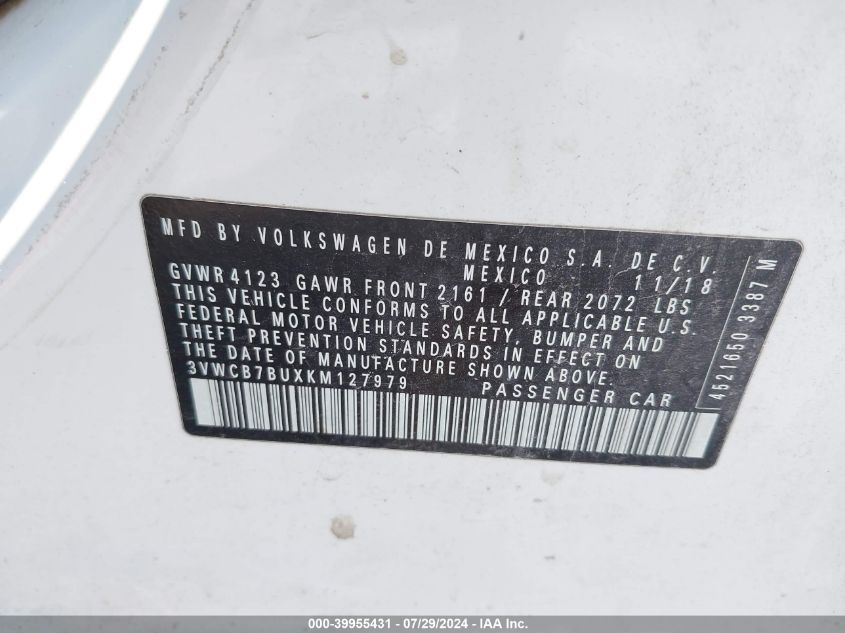 MFD BY VOLKSWAGEN DE MEXICO S.A. DE C.V.
MEXICO 11/18
GVWR 4123 GAWR FRONT 2161 / REAR 2072 LBS
THIS VEHICLE CONFORMS TO ALL APPLICABLE U.S.
FEDERAL MOTOR VEHICLE SAFETY, BUMPER AND
THEFT PREVENTION STANDARDS IN EFFECT ON
THE DATE OF MANUFACTURE SHOWN ABOVE.
3VWCB7BUXKM127979 PASSENGER CAR
4521650 3387 M
000-39955431 - 07/29/2024 - IAA Inc.